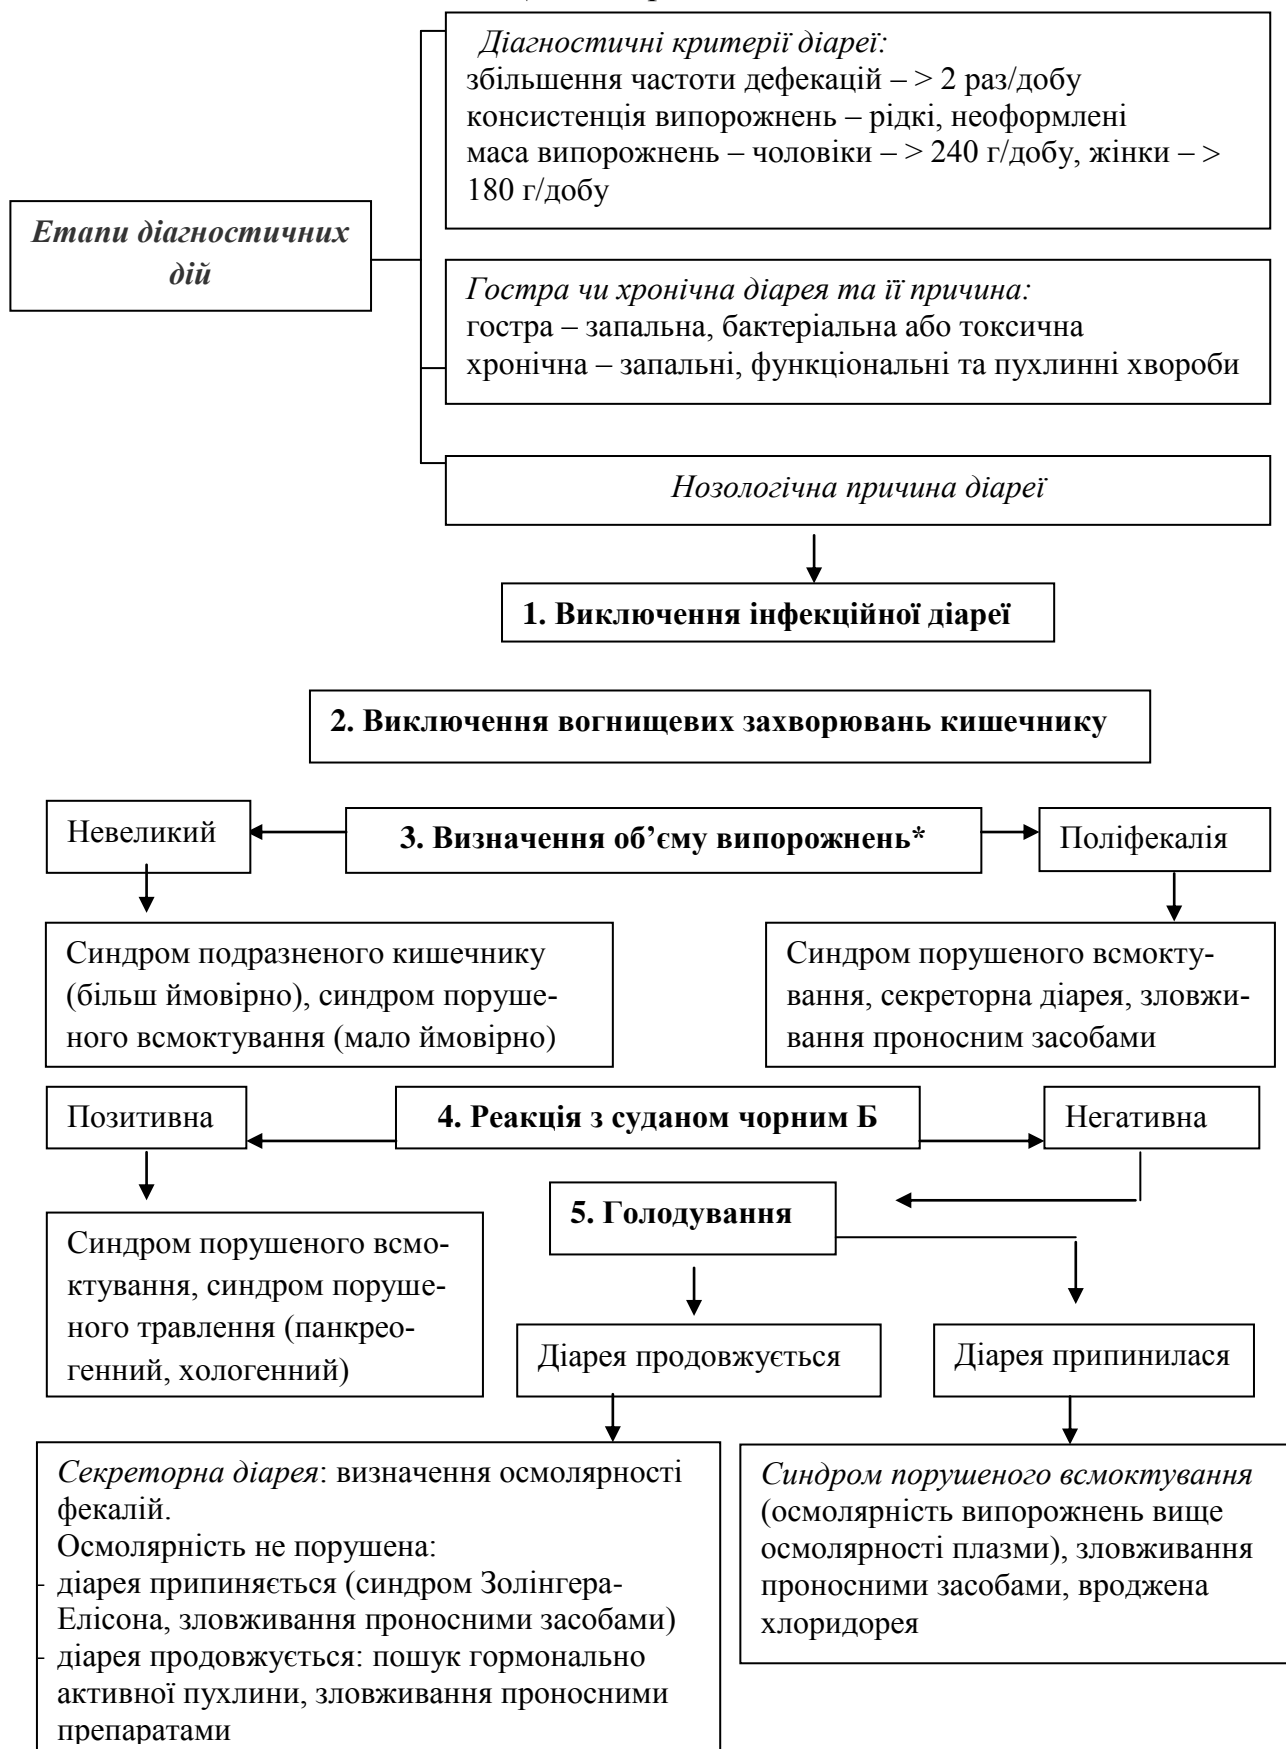 Діагностичні критерії діареї:
збільшення частоти дефекацій – > 2 раз/добу
консистенція випорожнень – рідкі, неоформлені
маса випорожнень – чоловіки – > 240 г/добу, жінки – >
180 г/добу
Етапи діагностичних
дій
Гостра чи хронічна діарея та її причина:
гостра – запальна, бактеріальна або токсична
хронічна – запальні, функціональні та пухлинні хвороби
Нозологічна причина діареї
1. Виключення інфекційної діареї
2. Виключення вогнищевих захворювань кишечнику
Невеликий
3. Визначення об’єму випорожнень*
Поліфекалія
Синдром подразненого кишечнику
(більш ймовірно), синдром поруше-
ного всмоктування (мало ймовірно)
Синдром порушеного всмокту-
вання, секреторна діарея, зловжи-
вання проносним засобами
Позитивна
4. Реакція з суданом чорним Б
Негативна
5. Голодування
Синдром порушеного всмо-
ктування, синдром поруше-
ного травлення (панкрео-
генний, хологенний)
Діарея продовжується
Діарея припинилася
Секреторна діарея: визначення осмолярності
фекалій.
Осмолярність не порушена:
- діарея припиняється (синдром Золінгера-
Елісона, зловживання проносними засобами)
- діарея продовжується: пошук гормонально
активної пухлини, зловживання проносними
препаратами
Синдром порушеного всмоктування
(осмолярність випорожнень вище
осмолярності плазми), зловживання
проносними засобами, вроджена
хлоридорея